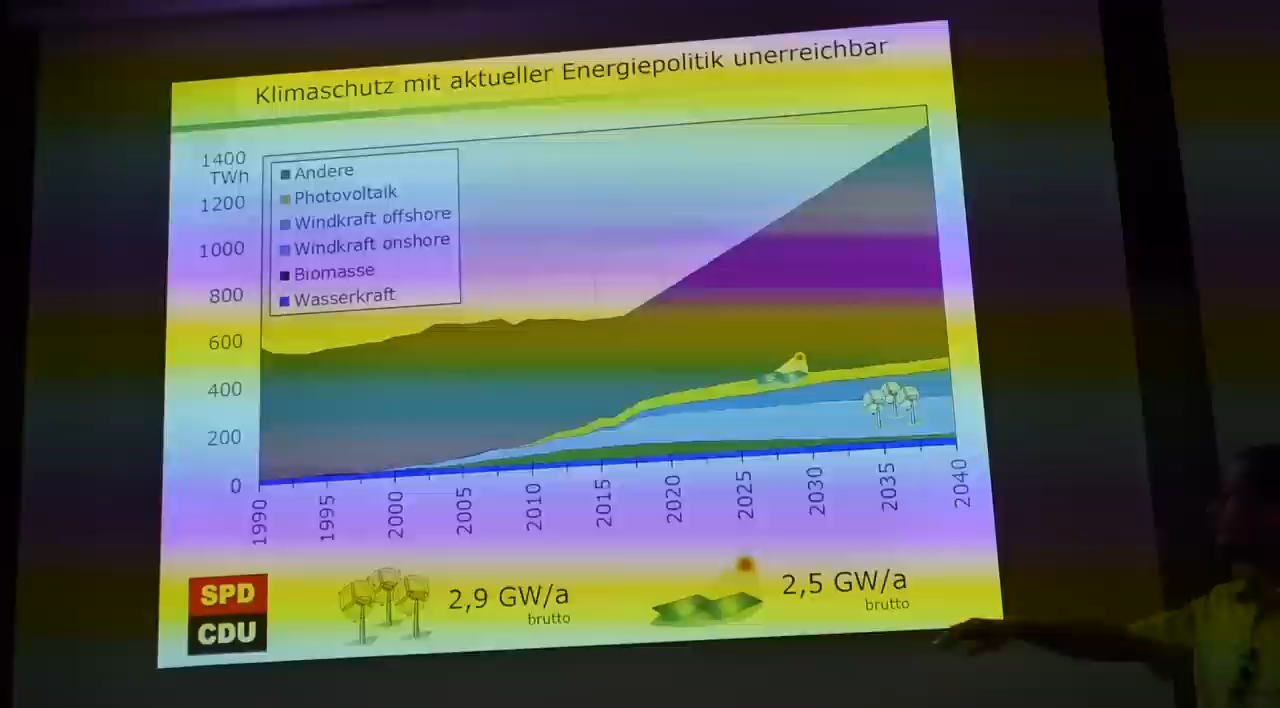 Klimaschutz mit aktueller Energiepolitik unerreichbar
1400
TWh
1200
1000
800
600
400
200
0
Andere
Photovoltaik
Windkraft offshore
Windkraft onshore
Biomasse
Wasserkraft
1990
1995
2000
2005
2010
2015
2020
2025
2030
2035
2040
SPD
CDU
2,9 GW/a
brutto
2,5 GW/a
brutto